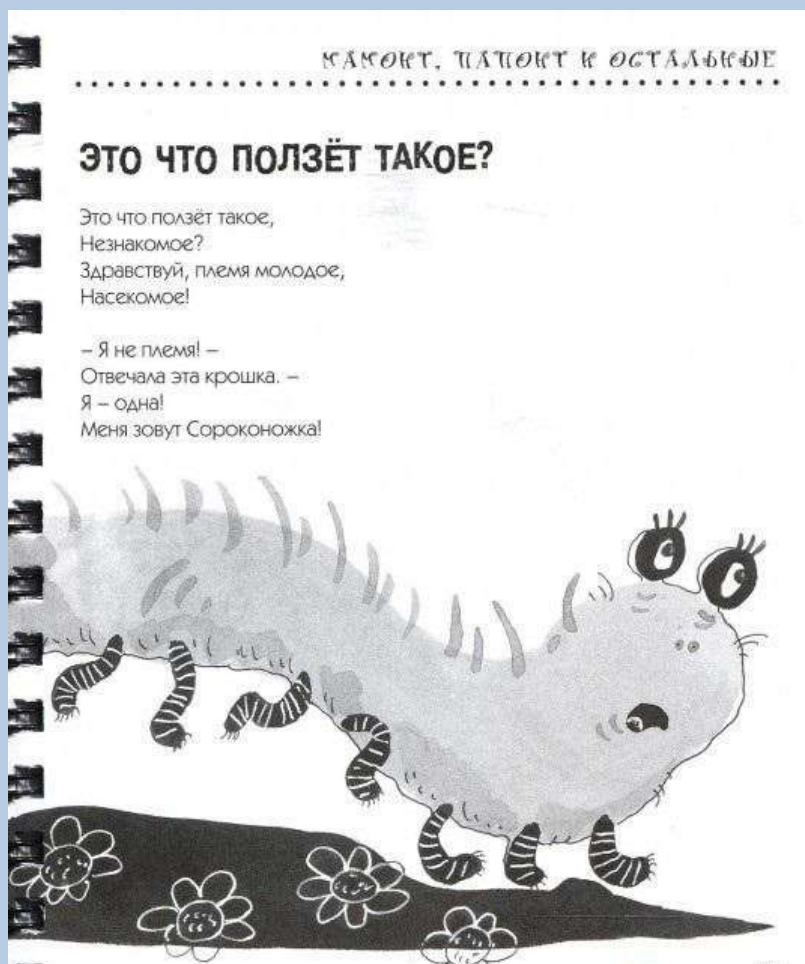 МАМОНТ, ПАПОНТ И ОСТАЛЬНЫЕ
ЭТО ЧТО ПОЛЗЁТ ТАКОЕ?
Это что ползёт такое,
Незнакомое?
Здравствуй, племя молодое,
Насекомое!
– Я не племя! –
Отвечала эта крошка. –
Я – одна!
Меня зовут Сороконожка!